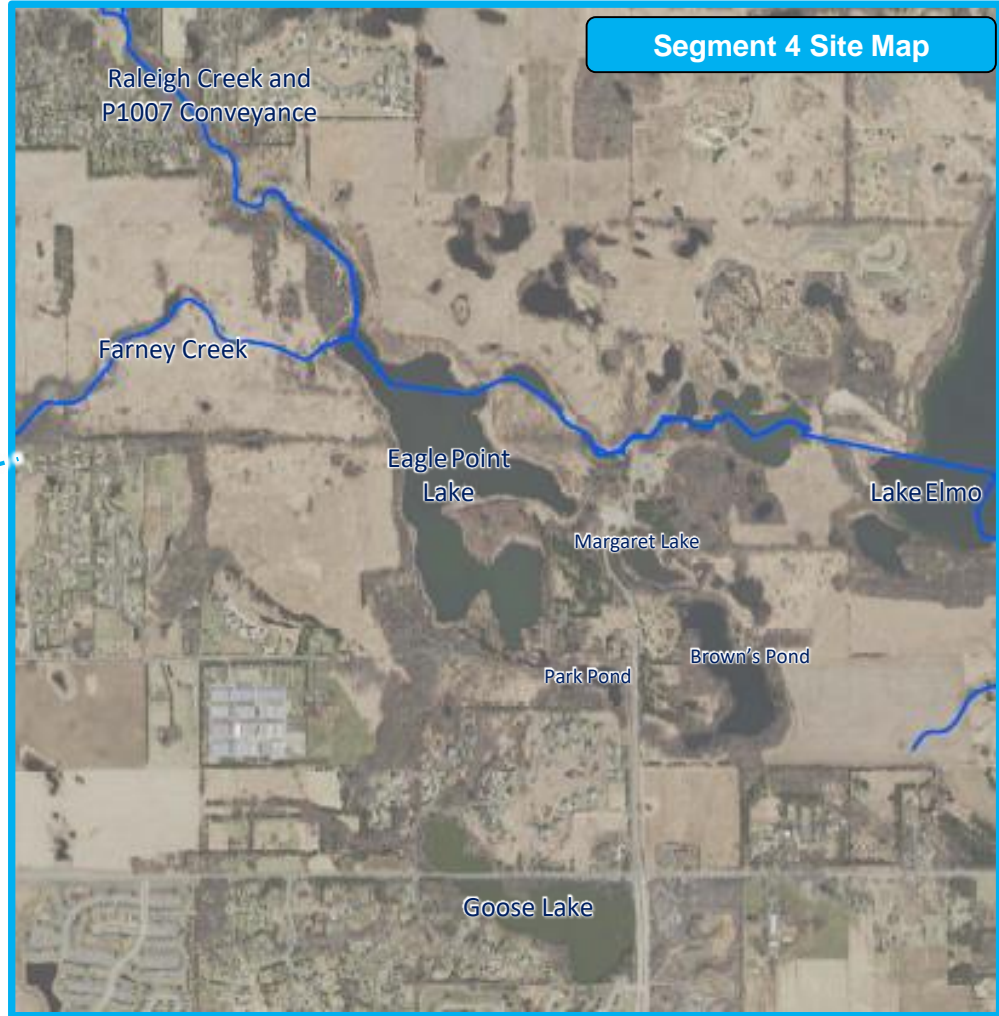 Segment 4 Site Map
Raleigh Creek and
P1007 Conveyance
Farney Creek
Eagle Point
Lake
Lake Elmo
Margaret Lake
Brown's Pond
Park Pond
Goose Lake